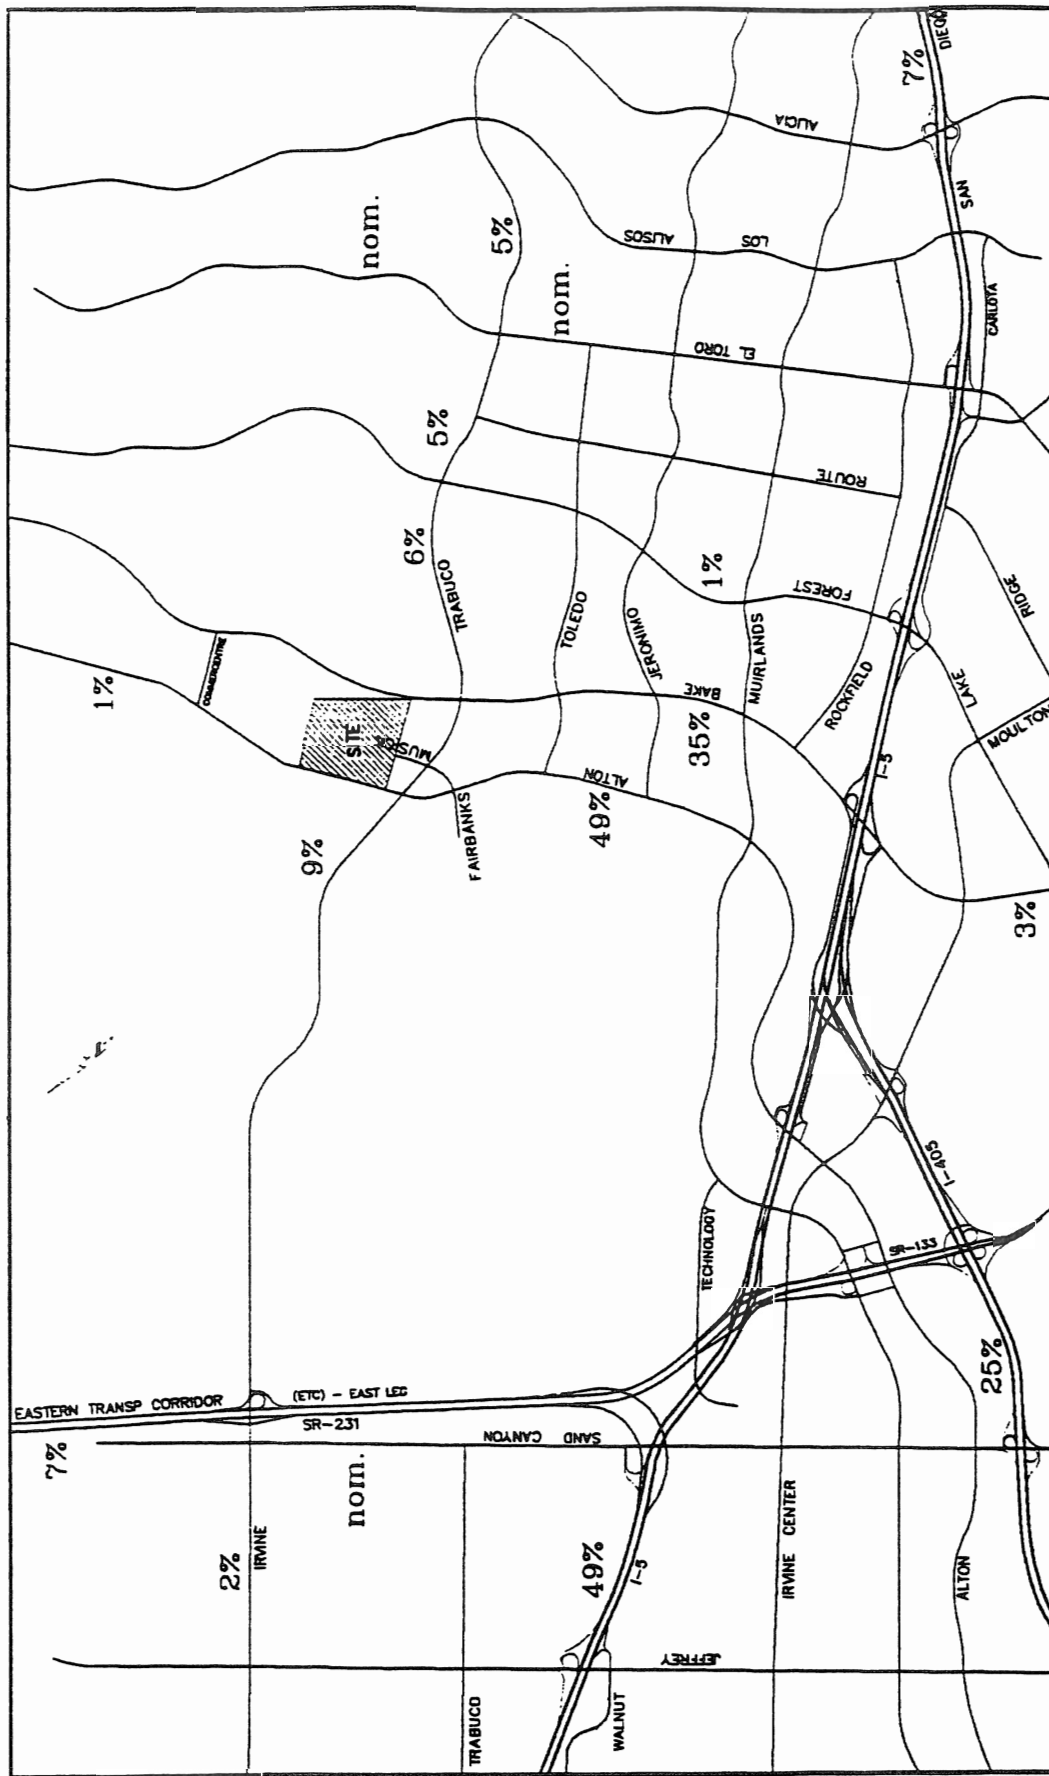 EASTERN TRANSP CORRIDOR
(ETC) - EAST LEG
SR-231
7%
SAND CANYON
nom.
2%
IRVINE
49%
I-5
JEFFREY
TRABUCO
WALNUT
IRVINE CENTER
ALTON
25%
TECHNOLOGY
SR-133
I-405
9%
1%
COMMERCENTRE
SITE
MUSICK
FAIRBANKS
ALTON
49%
BAKE
35%
3%
I-5
TRABUCO
6%
5%
5%
TOLEDO
JERONIMO
MUIRLANDS
ROCKFIELD
1%
FOREST
LAKE
MOULTON
RIDGE
ROUTE
EL TORO
nom.
nom.
LOS ALISOS
ALICIA
CARLOTA
SAN DIEGO
7%